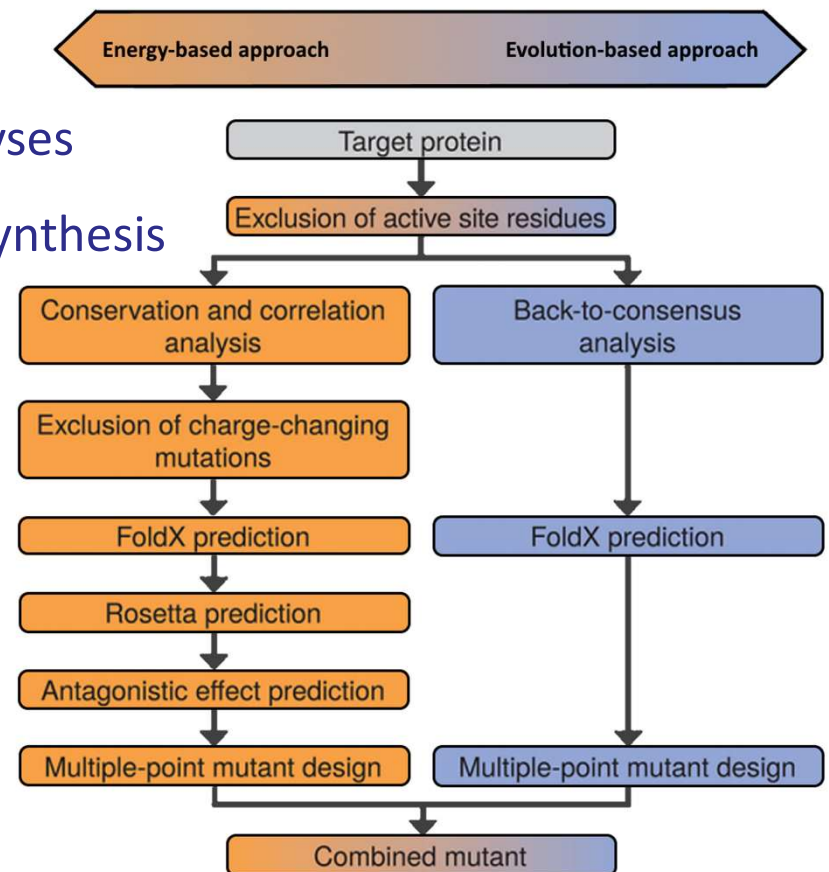 Energy-based approach Evolution-based approach
yses
ynthesis
Target protein
Exclusion of active site residues
Conservation and correlation
analysis
Back-to-consensus
analysis
Exclusion of charge-changing
mutations
FoldX prediction
FoldX prediction
Rosetta prediction
Antagonistic effect prediction
Multiple-point mutant design
Multiple-point mutant design
Combined mutant